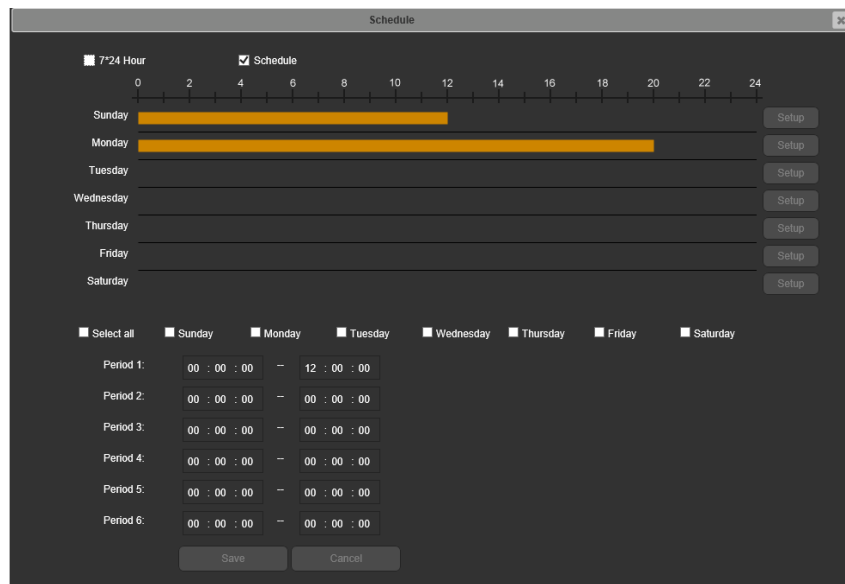 Schedule
7*24 Hour Schedule
0 2 4 6 8 10 12 14 16 18 20 22 24
Sunday Setup
Monday Setup
Tuesday Setup
Wednesday Setup
Thursday Setup
Friday Setup
Saturday Setup
Select all Sunday Monday Tuesday Wednesday Thursday Friday Saturday
Period 1: 00 : 00 : 00 -- 12 : 00 : 00
Period 2: 00 : 00 : 00 -- 00 : 00 : 00
Period 3: 00 : 00 : 00 -- 00 : 00 : 00
Period 4: 00 : 00 : 00 -- 00 : 00 : 00
Period 5: 00 : 00 : 00 -- 00 : 00 : 00
Period 6: 00 : 00 : 00 -- 00 : 00 : 00
Save Cancel